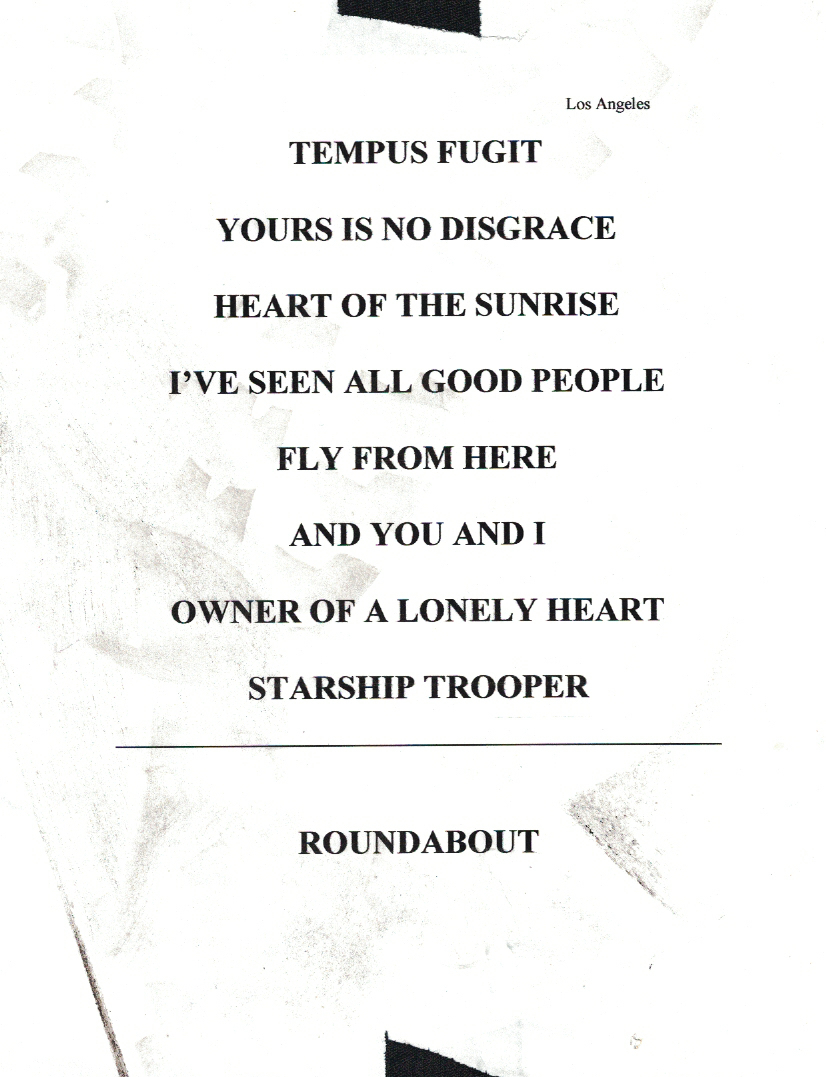 Los Angeles
TEMPUS FUGIT
YOURS IS NO DISGRACE
HEART OF THE SUNRISE
I’VE SEEN ALL GOOD PEOPLE
FLY FROM HERE
AND YOU AND I
OWNER OF A LONELY HEART
STARSHIP TROOPER
ROUNDABOUT